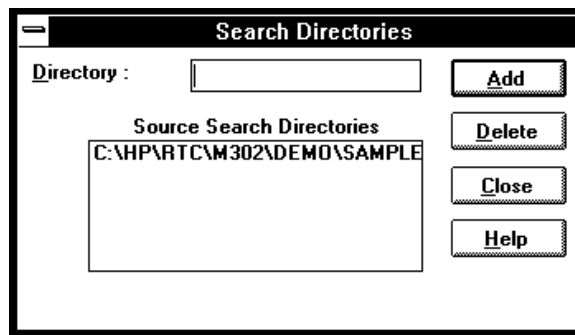 Search Directories
Directory :
Add
Source Search Directories
Delete
C:\HP\RTC\M302\DEMO\SAMPLE
Close
Help